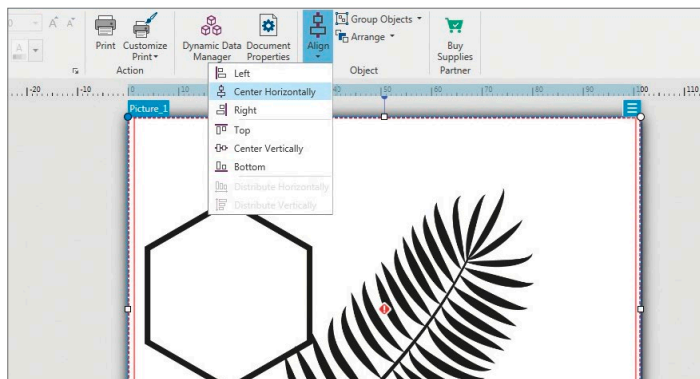 0
A A
Print
Customize
Print
Dynamic Data
Manager
Document
Properties
Align
Group Objects
Arrange
Buy
Supplies
A
Action
Object
Partner
-20 -10 0 10 50 60 70 80 90 100 110
Picture_1
Left
Center Horizontally
Right
Top
Center Vertically
Bottom
Distribute Horizontally
Distribute Vertically